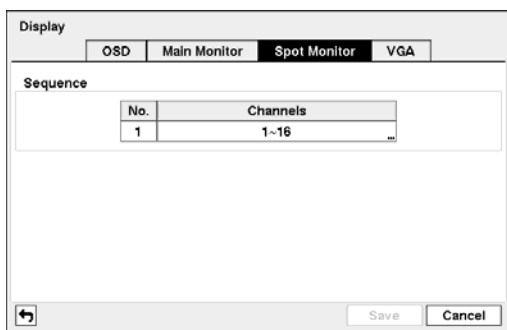 Display
OSD Main Monitor Spot Monitor VGA
Sequence
No. Channels
1 1~16 ...
Save Cancel